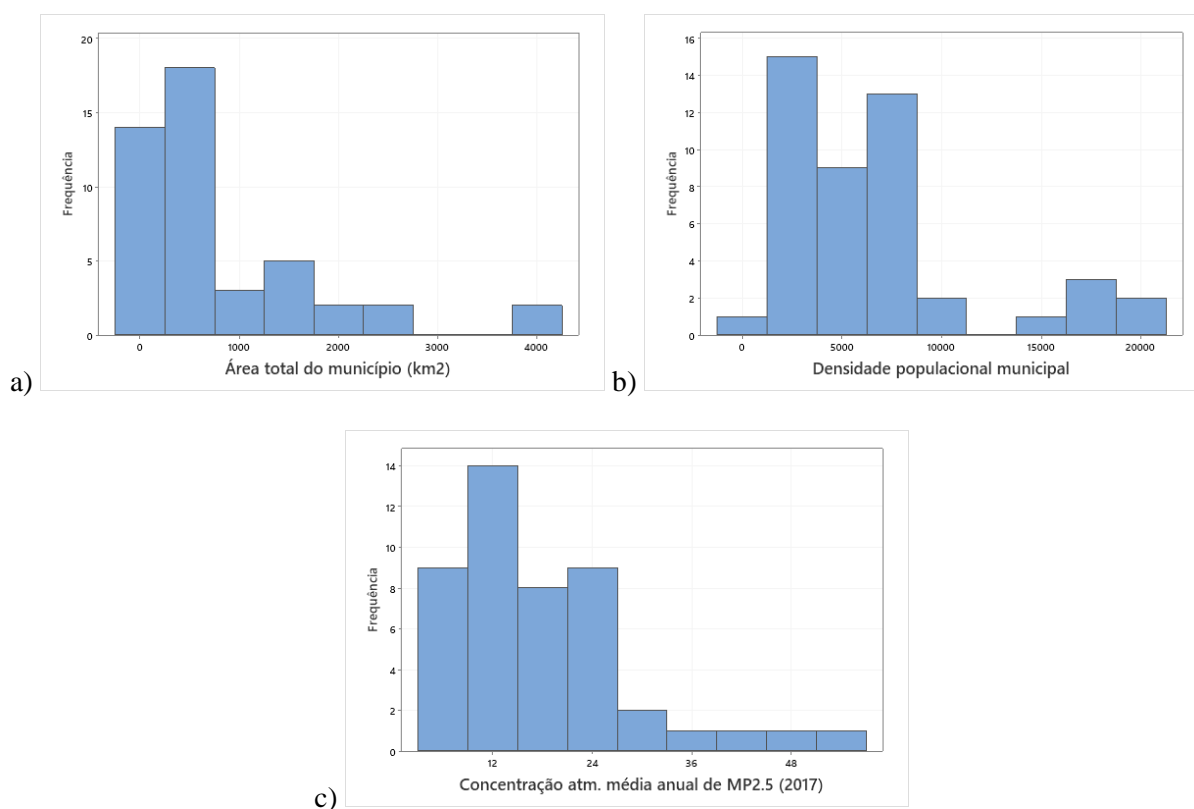 20
15
10
5
0
Frequência
0 1000 2000 3000 4000
Área total do município (km2)
a)
16
14
12
10
8
6
4
2
0
Frequência
0 5000 10000 15000 20000
Densidade populacional municipal
b)
14
12
10
8
6
4
2
0
Frequência
12 24 36 48
Concentração atm. média anual de MP2.5 (2017)
c)